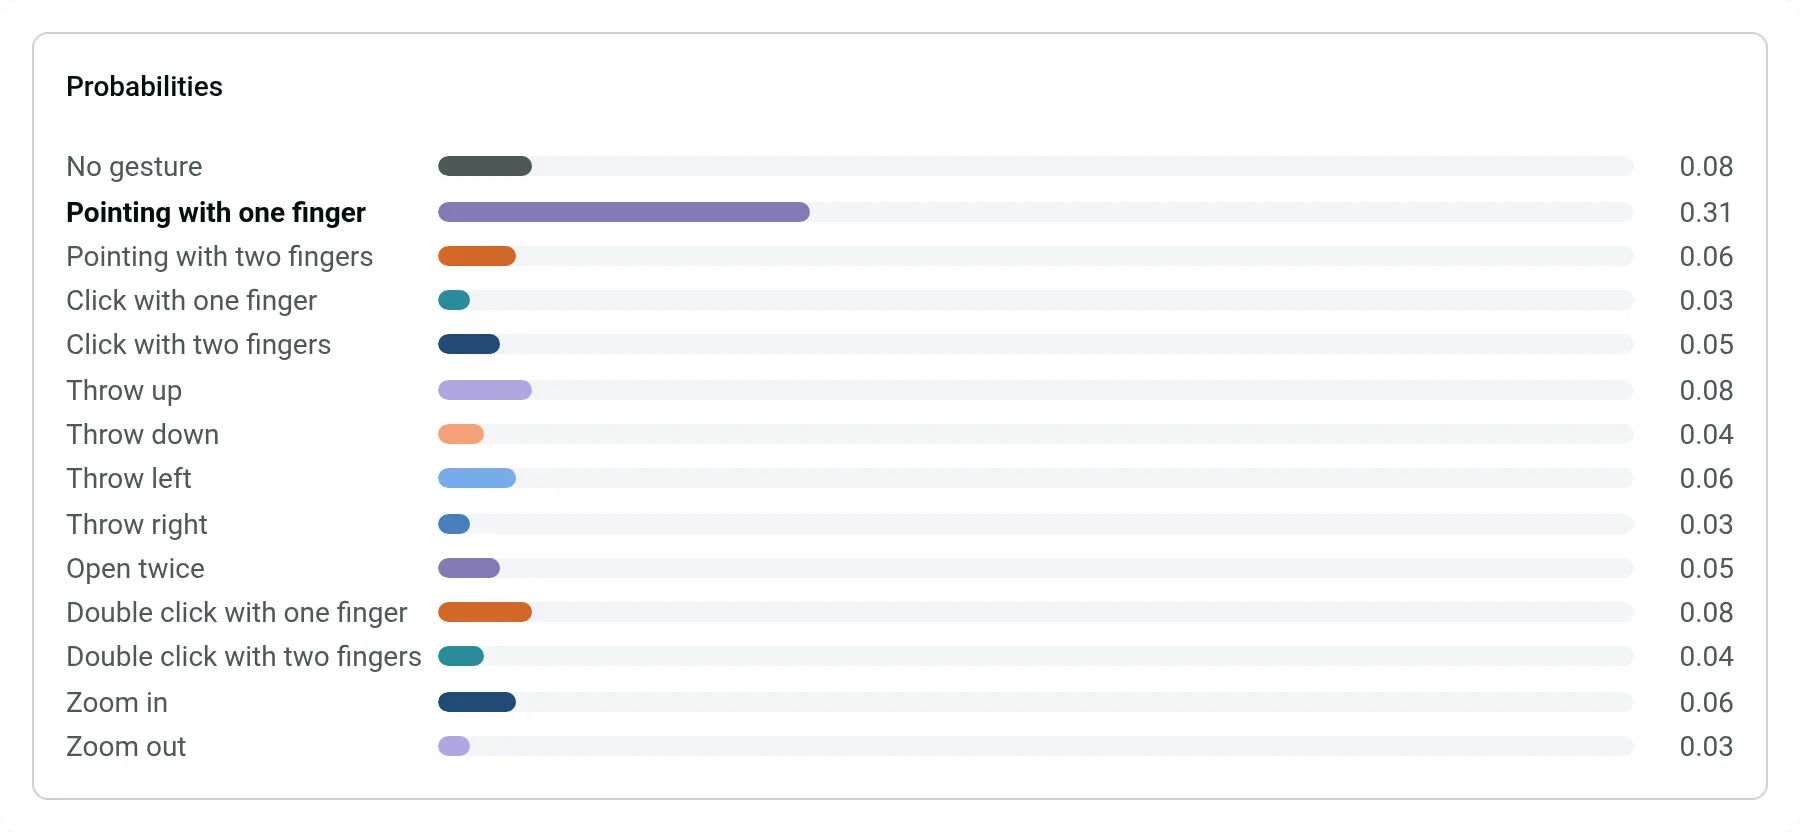 Probabilities
No gesture 0.08
Pointing with one finger 0.31
Pointing with two fingers 0.06
Click with one finger 0.03
Click with two fingers 0.05
Throw up 0.08
Throw down 0.04
Throw left 0.06
Throw right 0.03
Open twice 0.05
Double click with one finger 0.08
Double click with two fingers 0.04
Zoom in 0.06
Zoom out 0.03